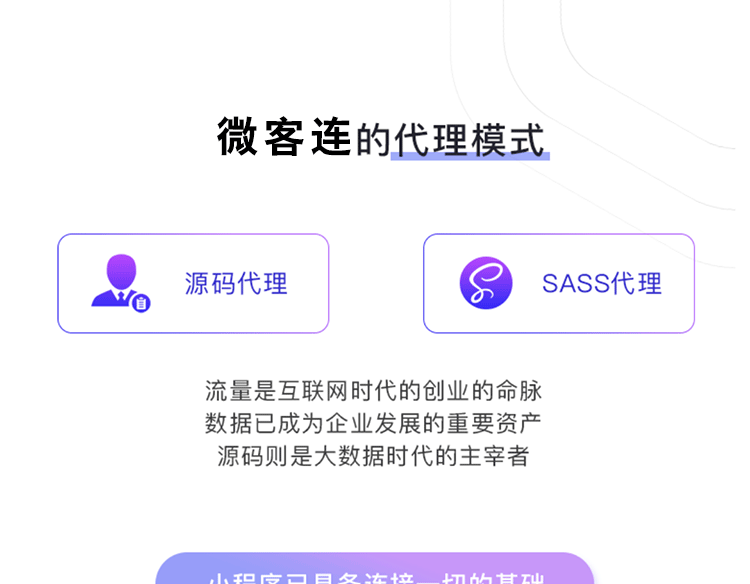 微客连的代理模式
源码代理
SASS代理
流量是互联网时代的创业的命脉
数据已成为企业发展的重要资产
源码则是大数据时代的主宰者
小程序已具备连接一切的基础